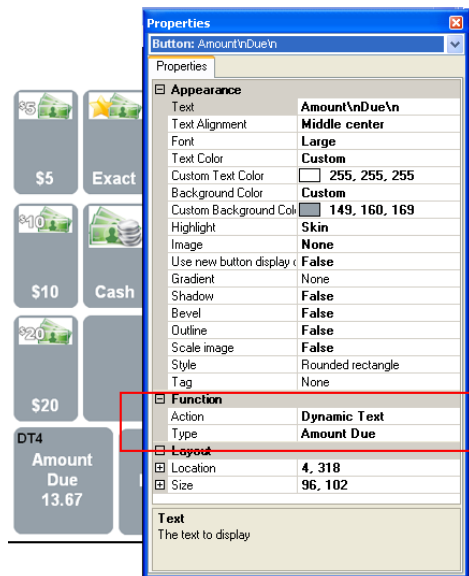 Properties
Button: Amount\nDue\n
Properties
Appearance
Text Amount\nDue\n
Text Alignment Middle center
Font Large
Text Color Custom
Custom Text Color 255, 255, 255
Background Color Custom
Custom Background Col 149, 160, 169
Highlight Skin
Image None
Use new button display False
Gradient None
Shadow False
Bevel False
Outline False
Scale image False
Style Rounded rectangle
Tag None
Function
Action Dynamic Text
Type Amount Due
Layout
Location 4, 318
Size 96, 102
Text
The text to display
$5
$5
Exact
$10
$10
Cash
$20
$20
DT4
Amount
Due
13.67